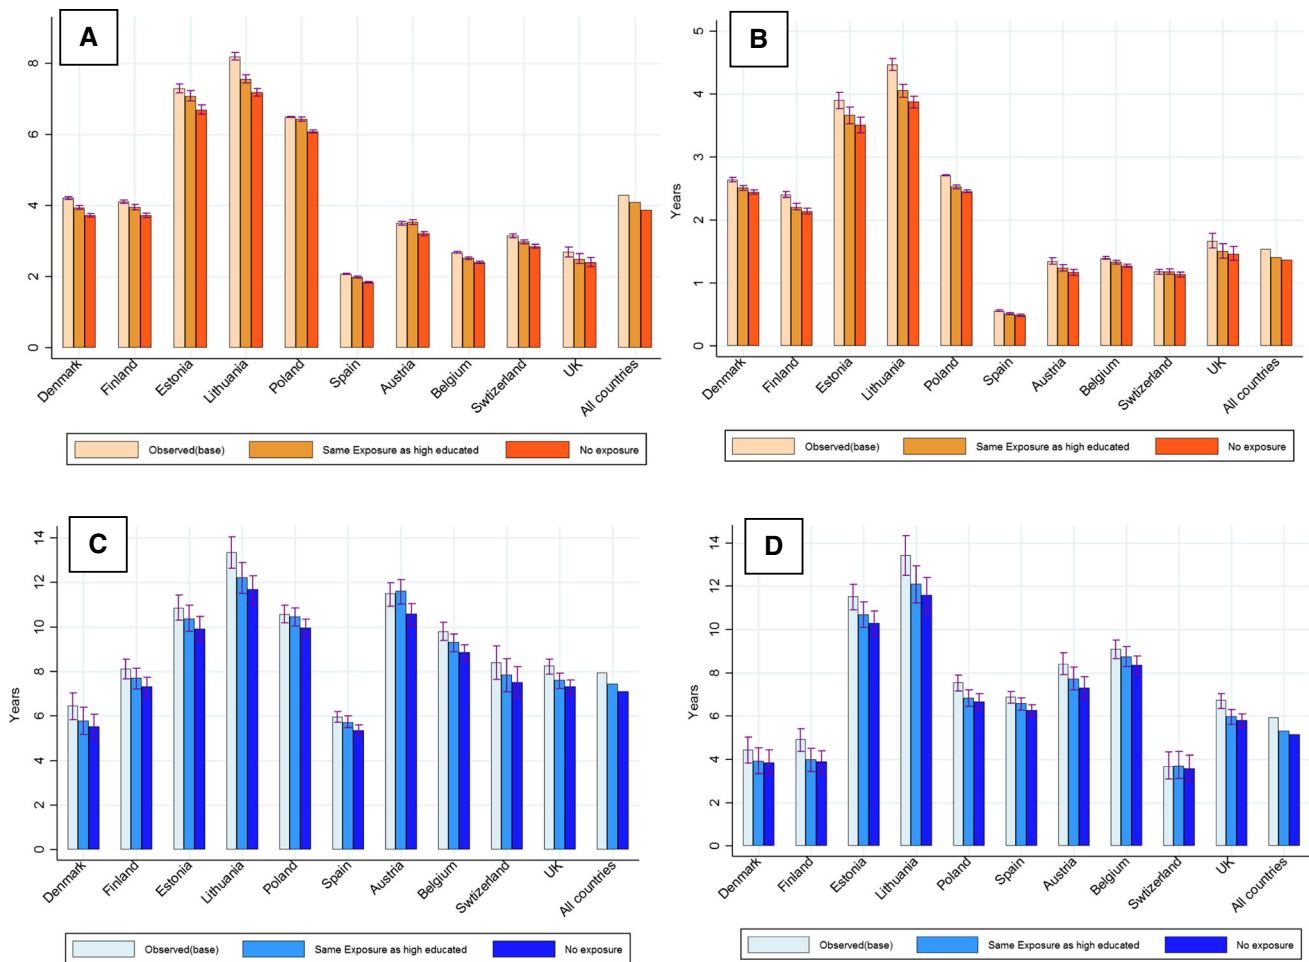 A
8
6
4
2
0
Denmark Finland Estonia Lithuania Poland Spain Austria Belgium Swtizerland UK All countries
Observed(base) Same Exposure as high educated No exposure
B
Years
5
4
3
2
1
0
Denmark Finland Estonia Lithuania Poland Spain Austria Belgium Swtizerland UK All countries
Observed(base) Same Exposure as high educated No exposure
C
Years
14
12
10
8
6
4
2
0
Denmark Finland Estonia Lithuania Poland Spain Austria Belgium Swtizerland UK All countries
Observed(base) Same Exposure as high educated No exposure
D
Years
14
12
10
8
6
4
2
0
Denmark Finland Estonia Lithuania Poland Spain Austria Belgium Swtizerland UK All countries
Observed(base) Same Exposure as high educated No exposure